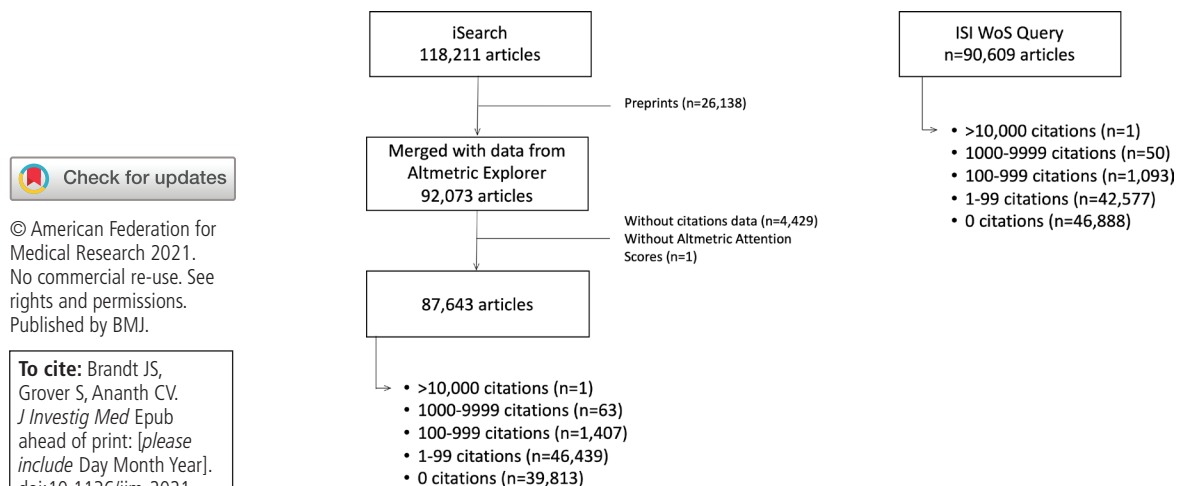 iSearch
118,211 articles
Preprints (n=26,138)
Merged with data from
Altmetric Explorer
92,073 articles
Without citations data (n=4,429)
Without Altmetric Attention
Scores (n=1)
87,643 articles
• >10,000 citations (n=1)
• 1000-9999 citations (n=63)
• 100-999 citations (n=1,407)
• 1-99 citations (n=46,439)
• 0 citations (n=39,813)
ISI WoS Query
n=90,609 articles
• >10,000 citations (n=1)
• 1000-9999 citations (n=50)
• 100-999 citations (n=1,093)
• 1-99 citations (n=42,577)
• 0 citations (n=46,888)
Check for updates
© American Federation for
Medical Research 2021.
No commercial re-use. See
rights and permissions.
Published by BMJ.
To cite: Brandt JS,
Grover S, Ananth CV.
J Investig Med Epub
ahead of print: [please
include Day Month Year].
doi:10.1136/jim-2021-